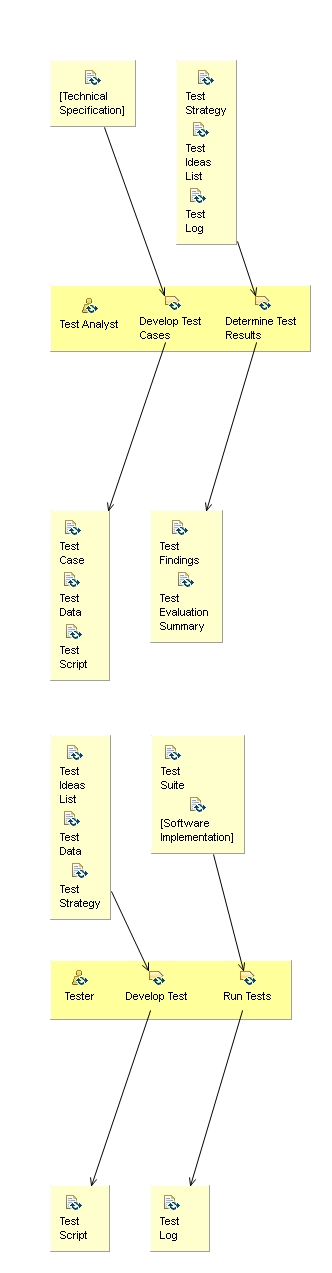 [Technical
Specification]
Test
Strategy
Test
Ideas
List
Test
Log
Test Analyst
Develop Test
Cases
Determine Test
Results
Test
Case
Test
Data
Test
Script
Test
Findings
Test
Evaluation
Summary
Test
Ideas
List
Test
Data
Test
Strategy
Test
Suite
[Software
Implementation]
Tester
Develop Test
Run Tests
Test
Script
Test
Log